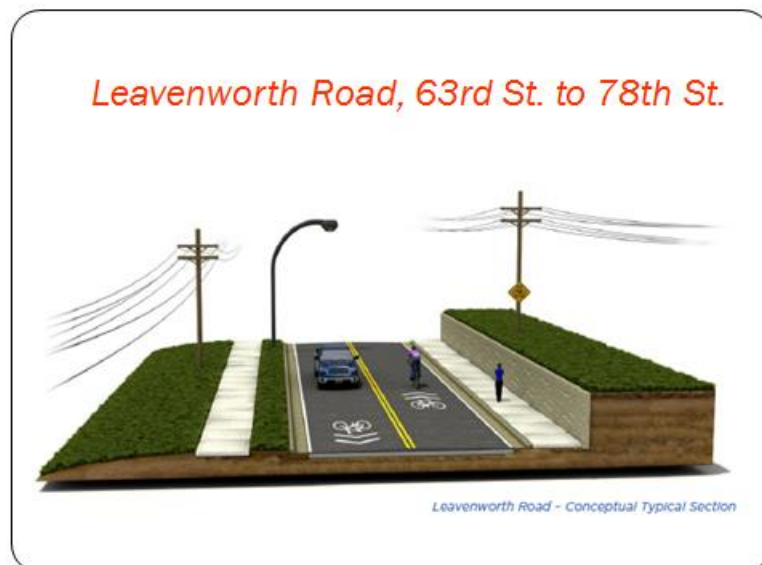 Leavenworth Road, 63rd St. to 78th St.
Leavenworth Road – Conceptual Typical Section